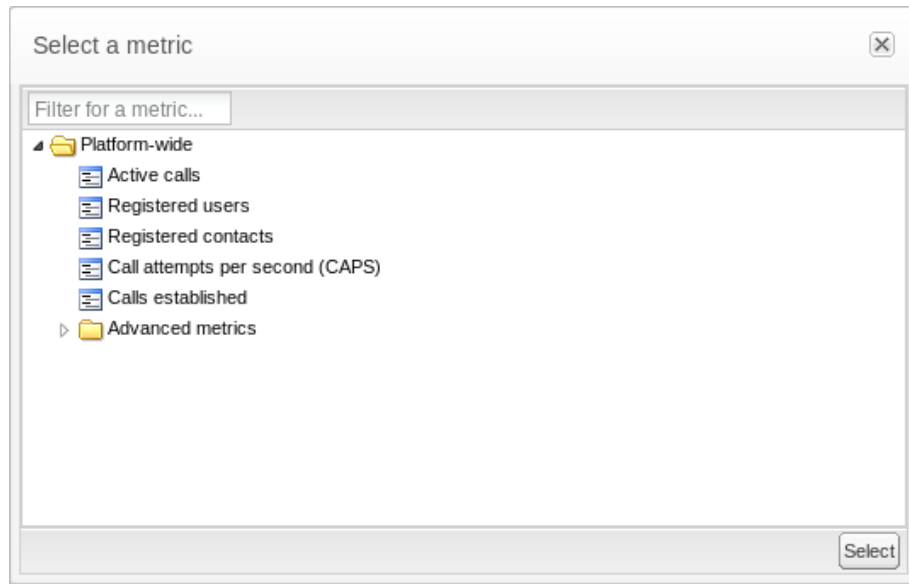 Select a metric
Filter for a metric...
Platform-wide
Active calls
Registered users
Registered contacts
Call attempts per second (CAPS)
Calls established
Advanced metrics
Select